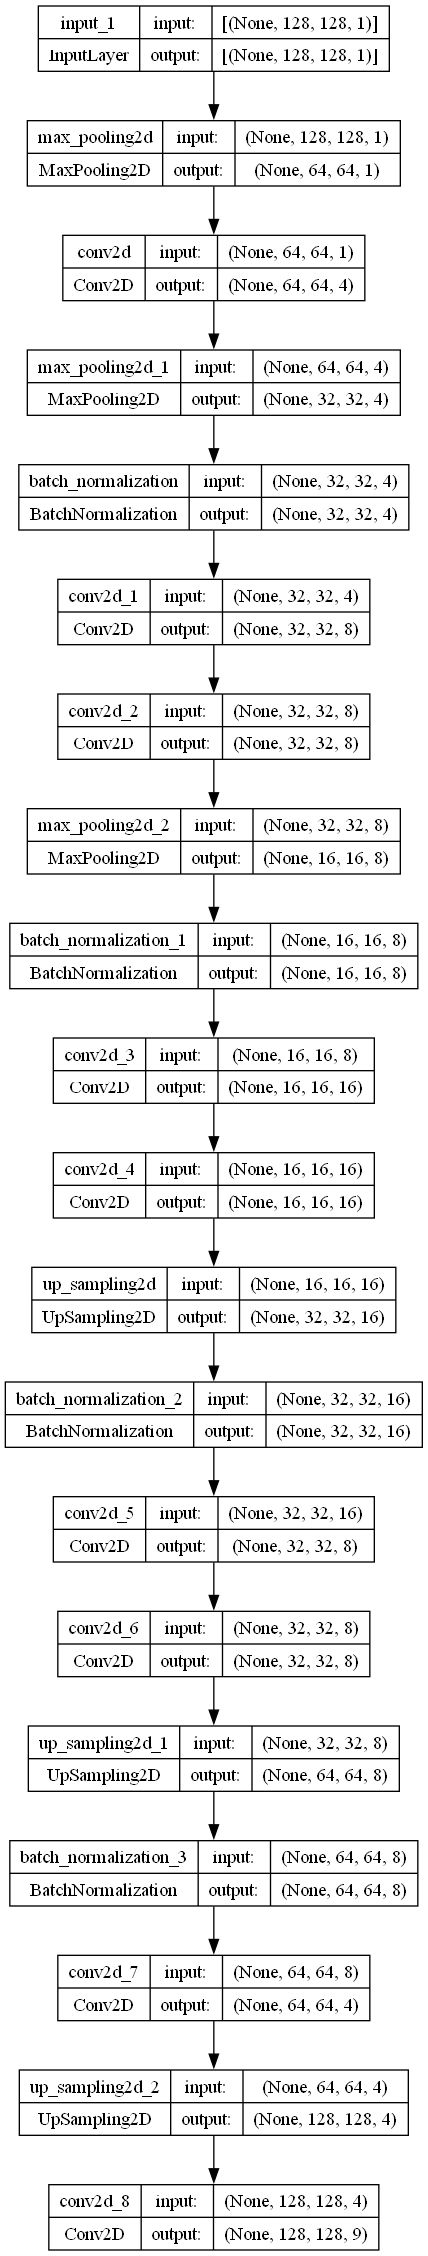 input_1 input: [(None, 128, 128, 1)]
InputLayer output: [(None, 128, 128, 1)]
max_pooling2d input: (None, 128, 128, 1)
MaxPooling2D output: (None, 64, 64, 1)
conv2d input: (None, 64, 64, 1)
Conv2D output: (None, 64, 64, 4)
max_pooling2d_1 input: (None, 64, 64, 4)
MaxPooling2D output: (None, 32, 32, 4)
batch_normalization input: (None, 32, 32, 4)
BatchNormalization output: (None, 32, 32, 4)
conv2d_1 input: (None, 32, 32, 4)
Conv2D output: (None, 32, 32, 8)
conv2d_2 input: (None, 32, 32, 8)
Conv2D output: (None, 32, 32, 8)
max_pooling2d_2 input: (None, 32, 32, 8)
MaxPooling2D output: (None, 16, 16, 8)
batch_normalization_1 input: (None, 16, 16, 8)
BatchNormalization output: (None, 16, 16, 8)
conv2d_3 input: (None, 16, 16, 8)
Conv2D output: (None, 16, 16, 16)
conv2d_4 input: (None, 16, 16, 16)
Conv2D output: (None, 16, 16, 16)
up_sampling2d input: (None, 16, 16, 16)
UpSampling2D output: (None, 32, 32, 16)
batch_normalization_2 input: (None, 32, 32, 16)
BatchNormalization output: (None, 32, 32, 16)
conv2d_5 input: (None, 32, 32, 16)
Conv2D output: (None, 32, 32, 8)
conv2d_6 input: (None, 32, 32, 8)
Conv2D output: (None, 32, 32, 8)
up_sampling2d_1 input: (None, 32, 32, 8)
UpSampling2D output: (None, 64, 64, 8)
batch_normalization_3 input: (None, 64, 64, 8)
BatchNormalization output: (None, 64, 64, 8)
conv2d_7 input: (None, 64, 64, 8)
Conv2D output: (None, 64, 64, 4)
up_sampling2d_2 input: (None, 64, 64, 4)
UpSampling2D output: (None, 128, 128, 4)
conv2d_8 input: (None, 128, 128, 4)
Conv2D output: (None, 128, 128, 9)